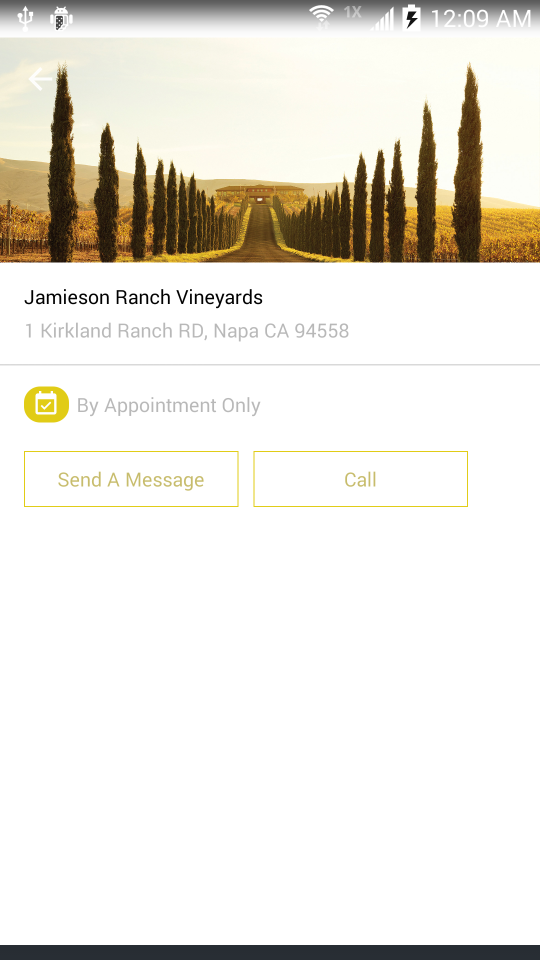 1X 12:09 AM
Jamieson Ranch Vineyards
1 Kirkland Ranch RD, Napa CA 94558
By Appointment Only
Send A Message Call